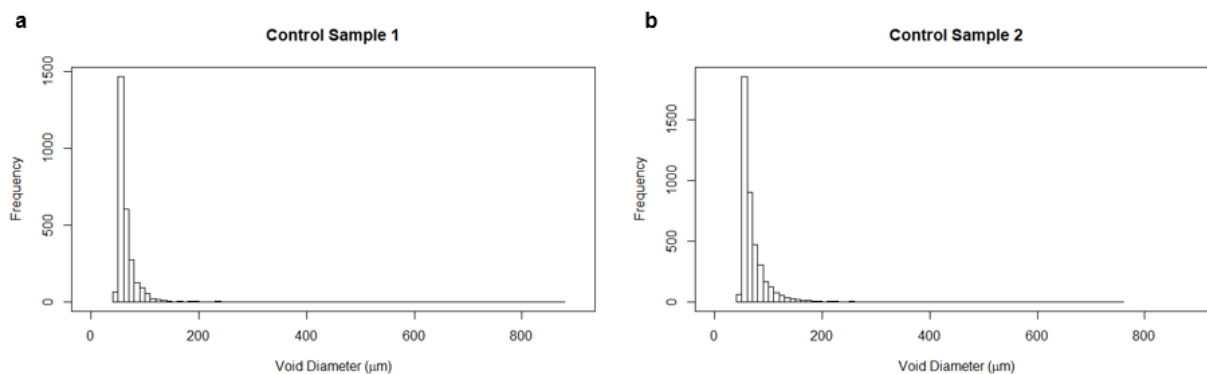 a
Control Sample 1
Frequency
0 500 1000 1500
0 200 400 600 800
Void Diameter (μm)
b
Control Sample 2
Frequency
0 500 1000 1500
0 200 400 600 800
Void Diameter (μm)